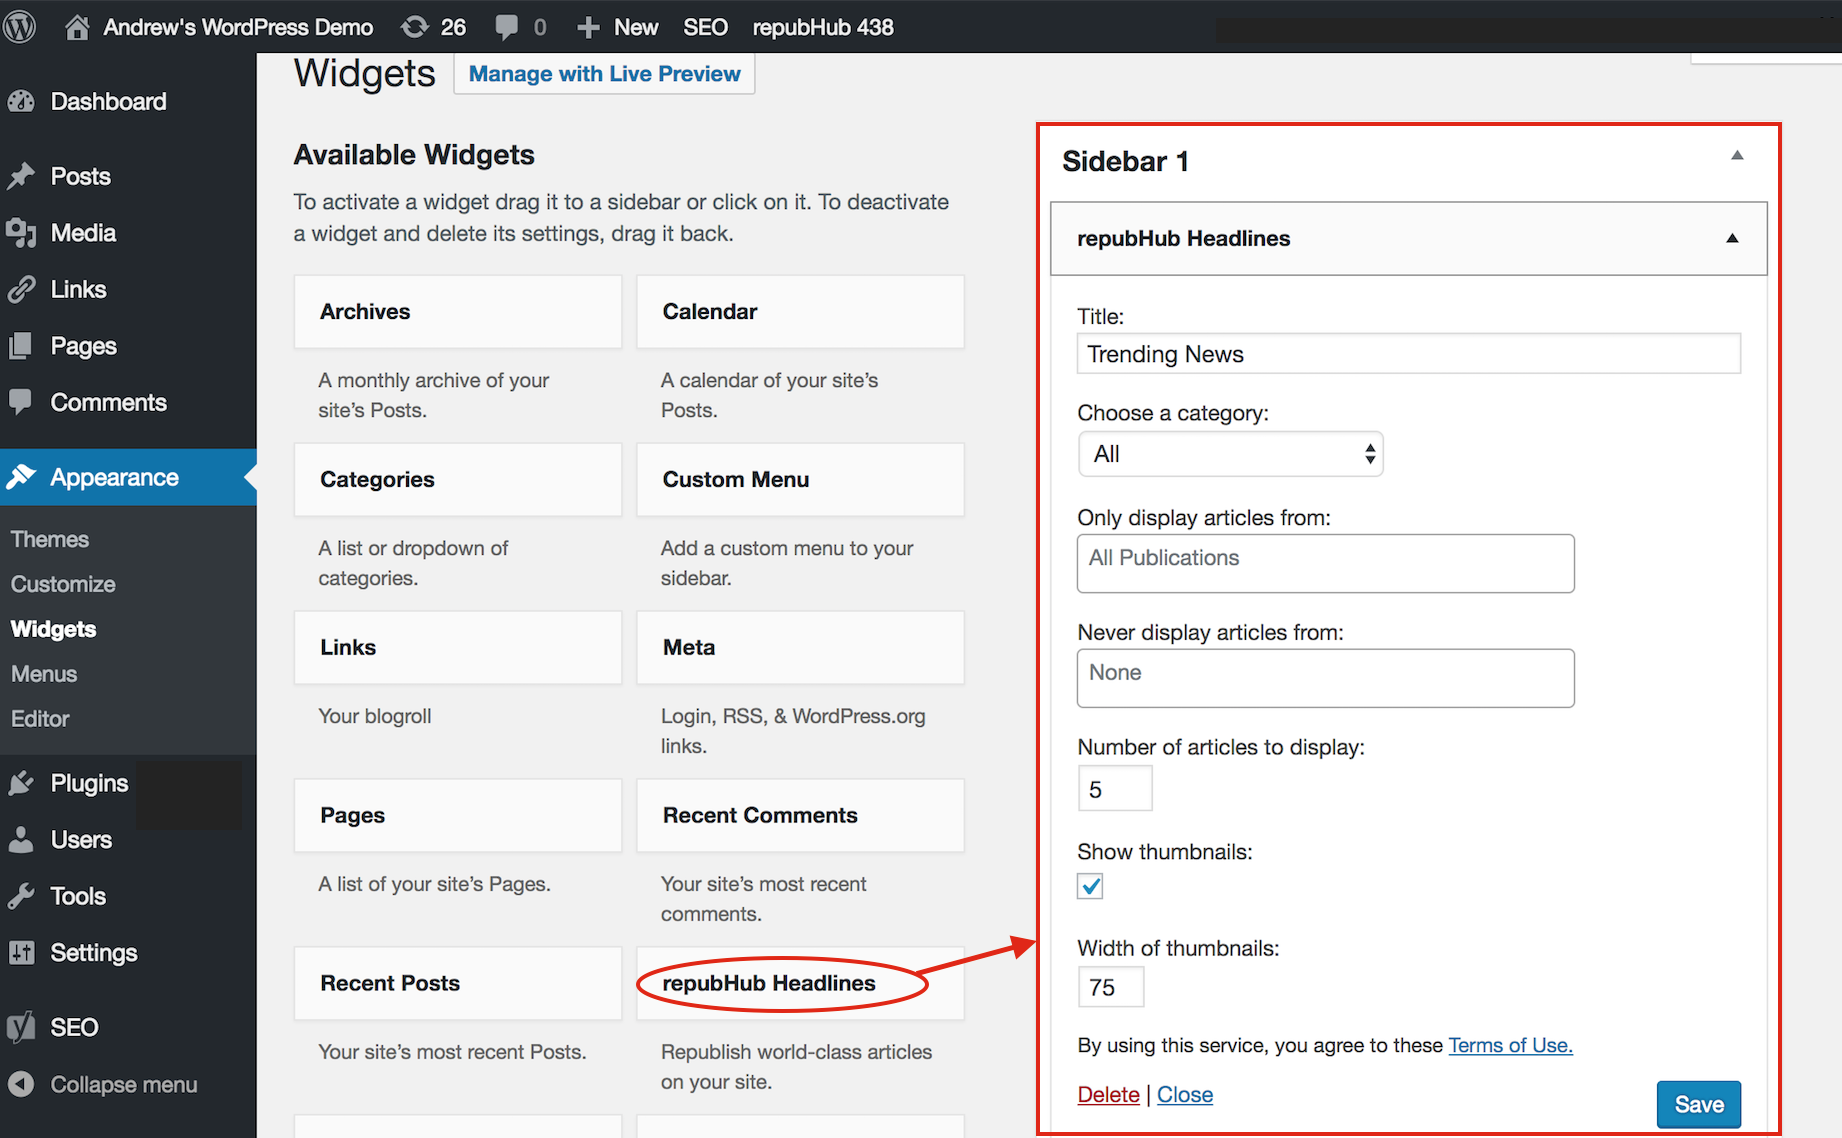 Andrew's WordPress Demo 26 0 New SEO repubHub 438
Dashboard
Posts
Media
Links
Pages
Comments
Appearance
Themes
Customize
Widgets
Menus
Editor
Plugins
Users
Tools
Settings
SEO
Collapse menu
Widgets Manage with Live Preview
Available Widgets
To activate a widget drag it to a sidebar or click on it. To deactivate
a widget and delete its settings, drag it back.
Archives
A monthly archive of your
site's Posts.
Calendar
A calendar of your site's
Posts.
Categories
A list or dropdown of
categories.
Custom Menu
Add a custom menu to your
sidebar.
Links
Your blogroll
Meta
Login, RSS, & WordPress.org
links.
Pages
A list of your site's Pages.
Recent Comments
Your site's most recent
comments.
Recent Posts
Your site's most recent Posts.
repubHub Headlines
Republish world-class articles
on your site.
Sidebar 1
repubHub Headlines
Title:
Trending News
Choose a category:
All
Only display articles from:
All Publications
Never display articles from:
None
Number of articles to display:
5
Show thumbnails:
Width of thumbnails:
75
By using this service, you agree to these Terms of Use.
Delete | Close
Save